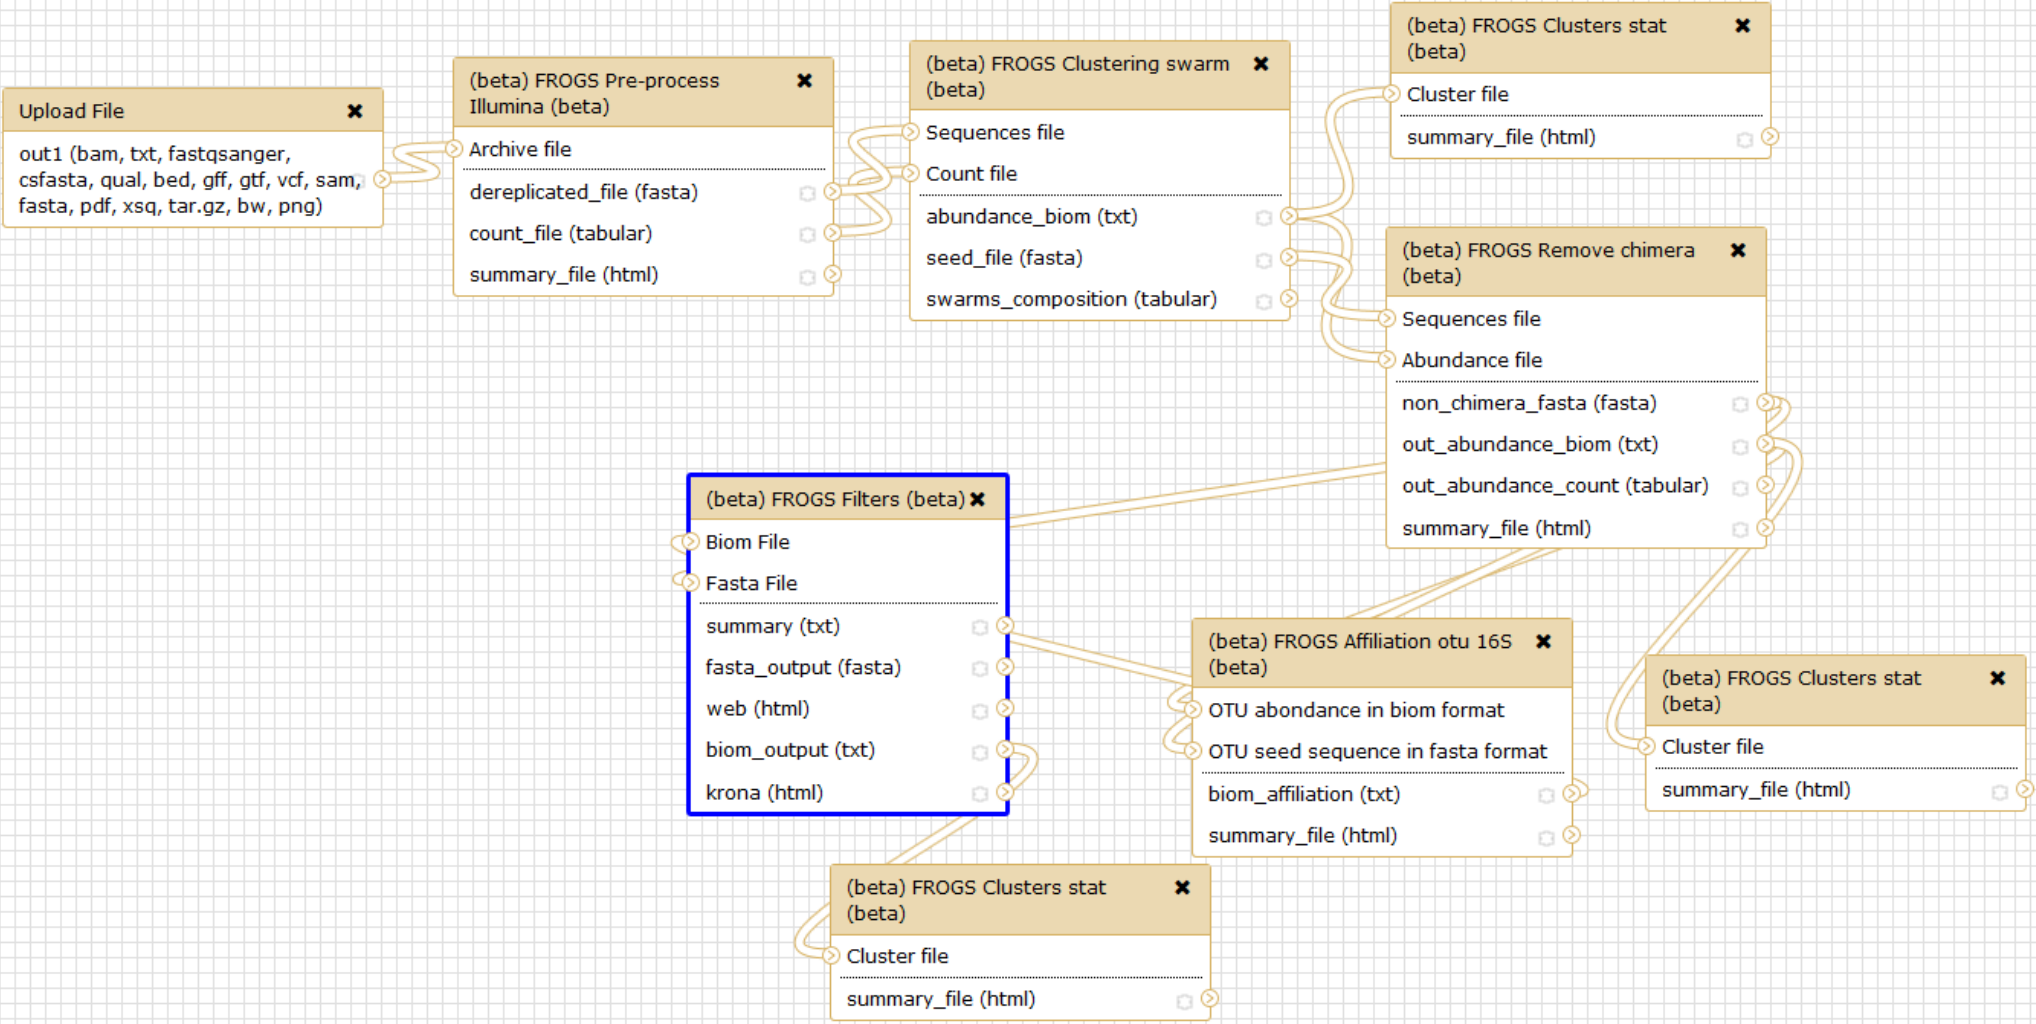 Upload File ✖
out1 (bam, txt, fastqsanger,
csfasta, qual, bed, gff, gtf, vcf, sam,
fasta, pdf, xsq, tar.gz, bw, png)
(beta) FROGS Pre-process ✖
Illumina (beta)
Archive file
dereplicated_file (fasta)
count_file (tabular)
summary_file (html)
(beta) FROGS Clustering swarm ✖
(beta)
Sequences file
Count file
abundance_biom (txt)
seed_file (fasta)
swarms_composition (tabular)
(beta) FROGS Clusters stat ✖
(beta)
Cluster file
summary_file (html)
(beta) FROGS Remove chimera ✖
(beta)
Sequences file
Abundance file
non_chimera_fasta (fasta)
out_abundance_biom (txt)
out_abundance_count (tabular)
summary_file (html)
(beta) FROGS Filters (beta) ✖
Biom File
Fasta File
summary (txt)
fasta_output (fasta)
web (html)
biom_output (txt)
krona (html)
(beta) FROGS Affiliation otu 16S ✖
(beta)
OTU abondance in biom format
OTU seed sequence in fasta format
biom_affiliation (txt)
summary_file (html)
(beta) FROGS Clusters stat ✖
(beta)
Cluster file
summary_file (html)
(beta) FROGS Clusters stat ✖
(beta)
Cluster file
summary_file (html)